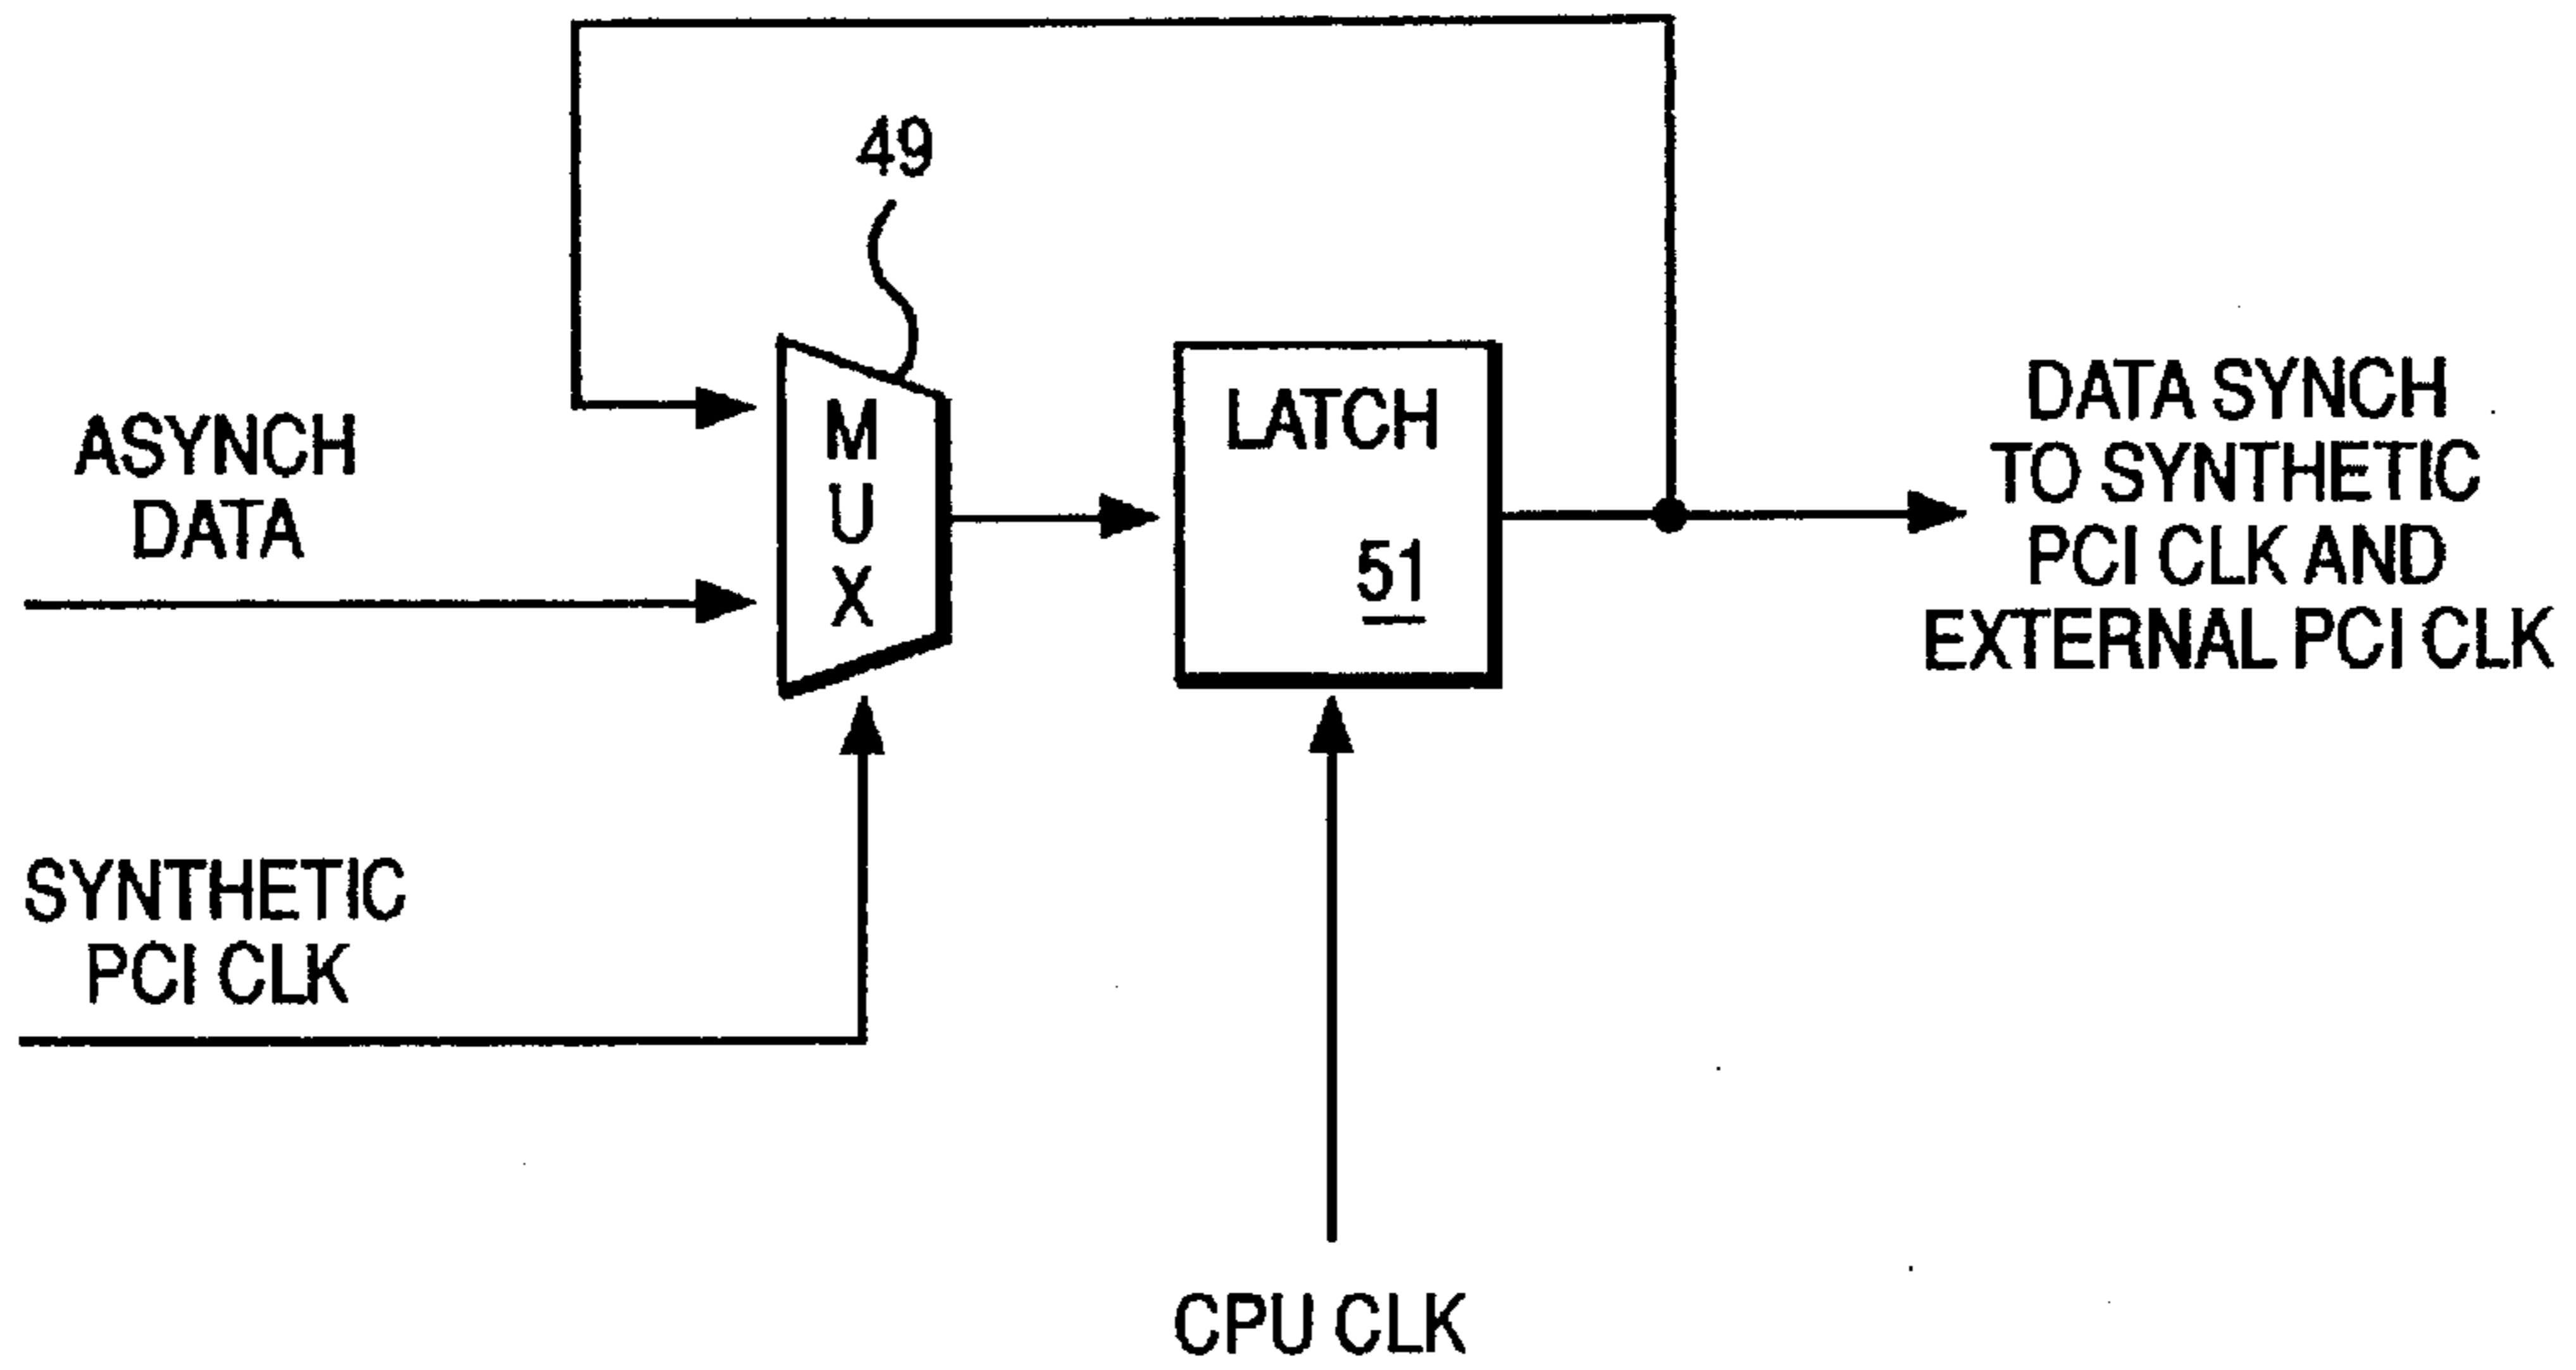 49
ASYNCH
DATA
M
U
X
LATCH
51
DATA SYNCH
TO SYNTHETIC
PCI CLK AND
EXTERNAL PCI CLK
SYNTHETIC
PCI CLK
CPU CLK